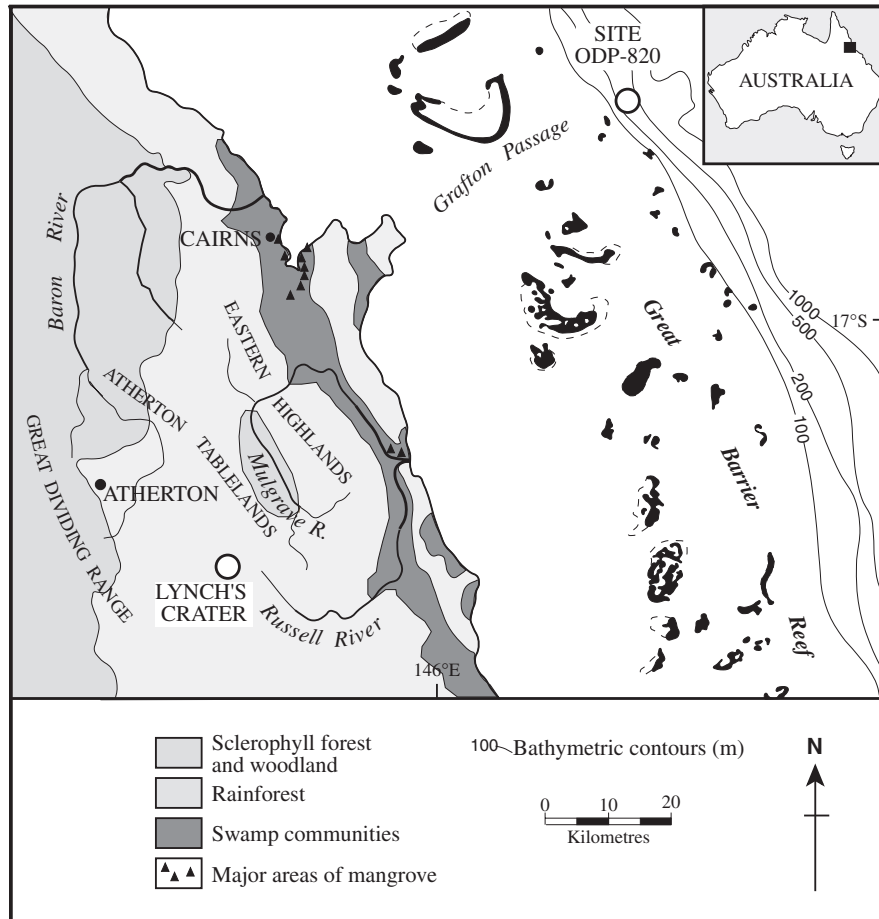 SITE
ODP-820
AUSTRALIA
Grafton Passage
Baron River
CAIRNS
EASTERN
HIGHLANDS
ATHERTON
TABLELANDS
Mulgrave R.
GREAT DIVIDING RANGE
ATHERTON
LYNCH'S
CRATER
Russell River
Great
Barrier
Reef
1000
500
200
100
17°S
146°E
Sclerophyll forest
and woodland
Rainforest
Swamp communities
Major areas of mangrove
100 Bathymetric contours (m)
0 10 20
Kilometres
N